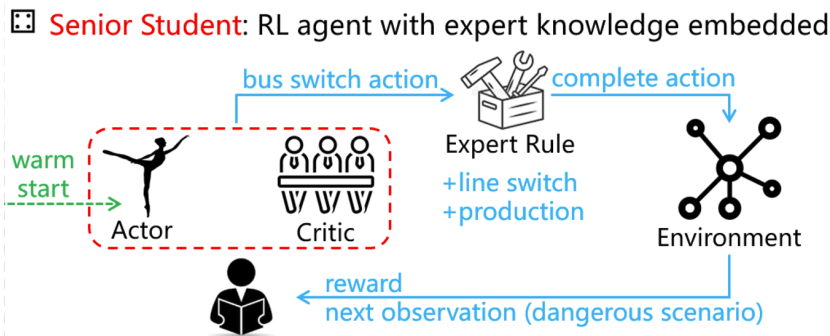 Senior Student: RL agent with expert knowledge embedded
bus switch action
complete action
Expert Rule
+line switch
+production
warm
start
Actor
Critic
Environment
reward
next observation (dangerous scenario)